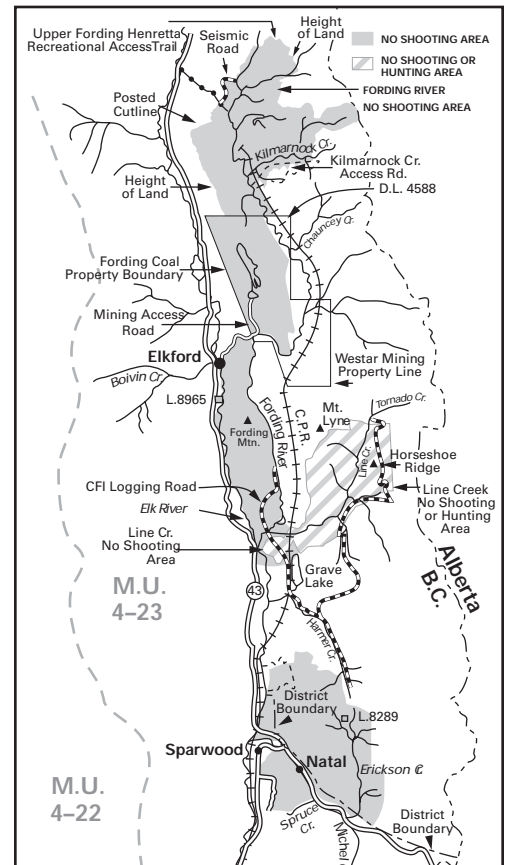 Upper Fording Henretta
Recreational AccessTrail
Seismic
Road
Height
of Land
NO SHOOTING AREA
NO SHOOTING OR
HUNTING AREA
FORDING RIVER
NO SHOOTING AREA
Posted
Cutline
Kilmarnock Cr.
Kilmarnock Cr.
Access Rd.
Height
of Land
D.L. 4588
Chauncey Cr.
Fording Coal
Property Boundary
Mining Access
Road
Elkford
Westar Mining
Property Line
Boivin Cr.
L.8965
Tornado Cr.
Mt.
Lyne
C.P.R.
Fording
Mtn.
Fording River
Line Cr.
Horseshoe
Ridge
CFI Logging Road
Line Creek
No Shooting
or Hunting
Area
Elk River
Line Cr.
No Shooting
Area
Alberta
B.C.
Grave
Lake
M.U.
4–23
43
Harmer Cr.
District
Boundary
L.8289
Sparwood
Natal
Erickson C.
M.U.
4–22
Spruce
Cr.
Michel
District
Boundary